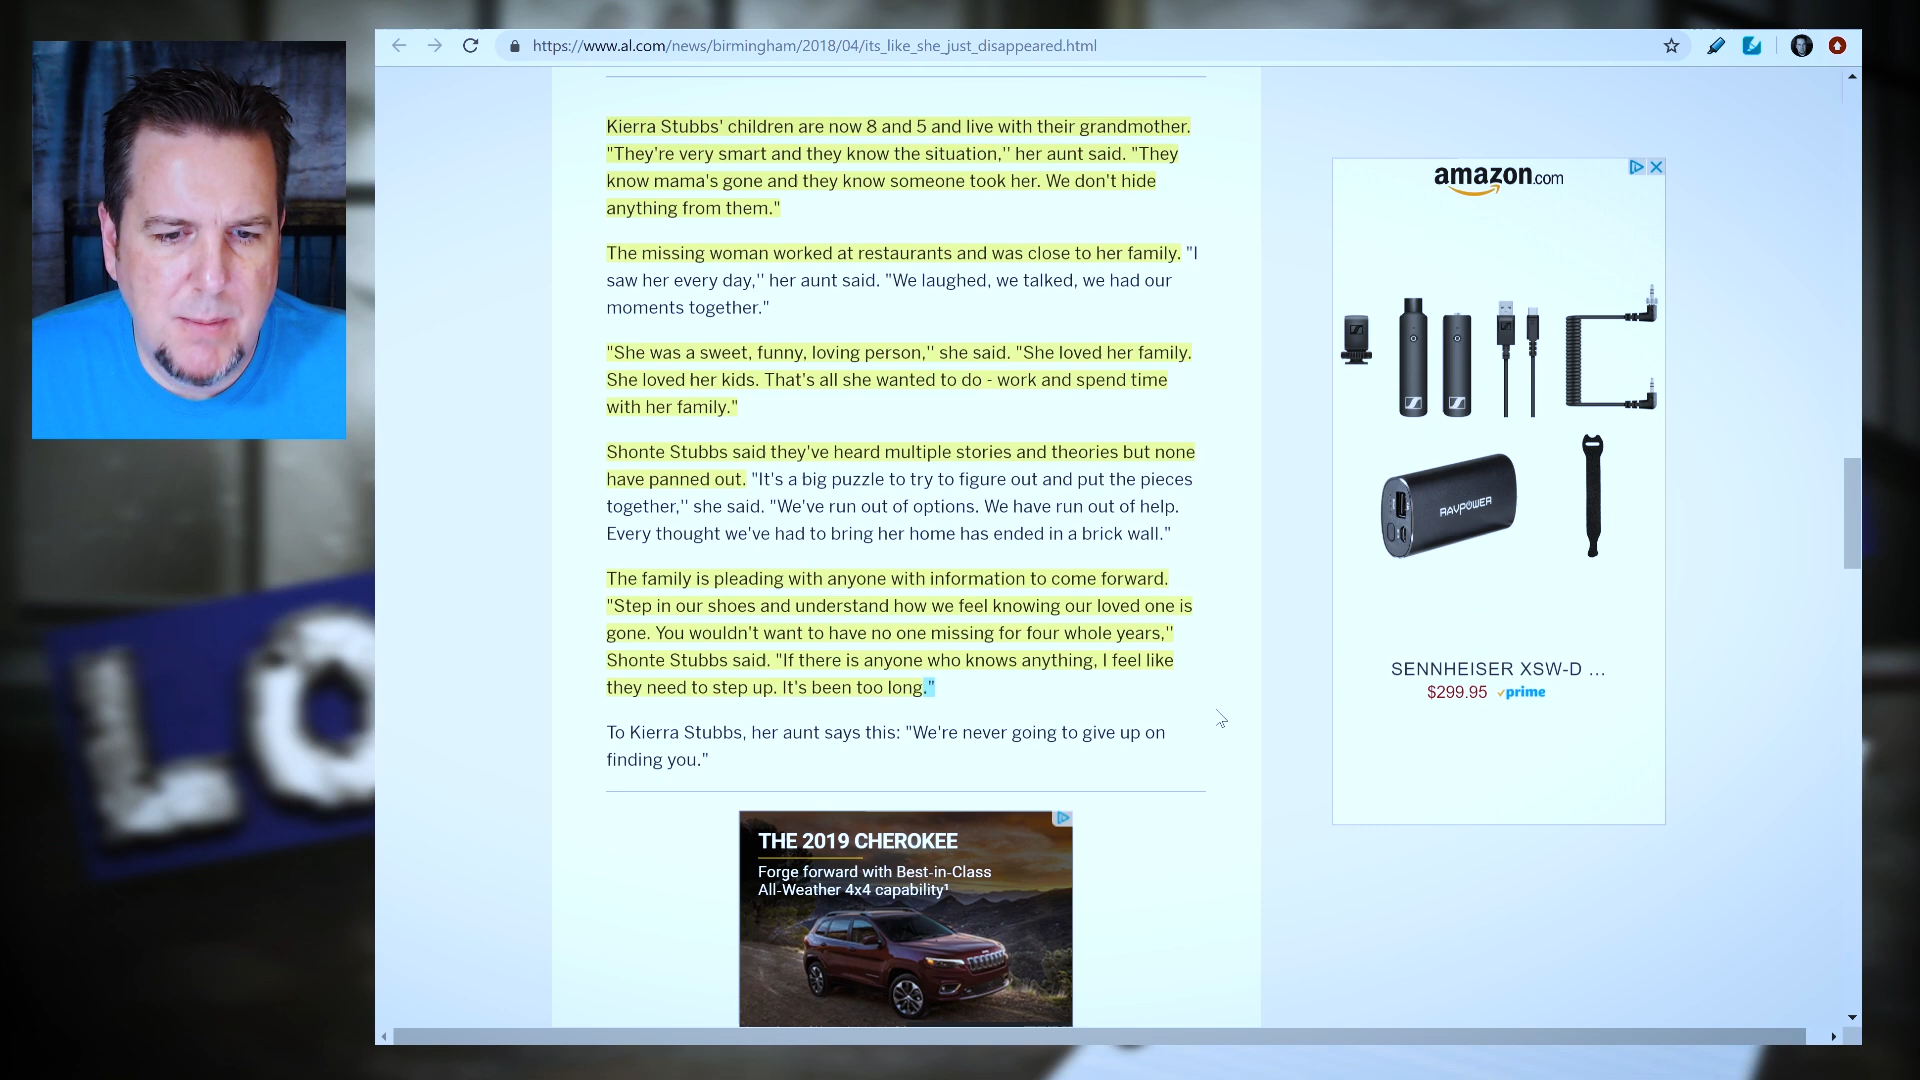 https://www.al.com/news/birmingham/2018/04/its_like_she_just_disappeared.html
Kierra Stubbs' children are now 8 and 5 and live with their grandmother.
"They're very smart and they know the situation,'' her aunt said. "They
know mama's gone and they know someone took her. We don't hide
anything from them."
The missing woman worked at restaurants and was close to her family. "I
saw her every day,'' her aunt said. "We laughed, we talked, we had our
moments together."
"She was a sweet, funny, loving person,'' she said. "She loved her family.
She loved her kids. That's all she wanted to do - work and spend time
with her family."
Shonte Stubbs said they've heard multiple stories and theories but none
have panned out. "It's a big puzzle to try to figure out and put the pieces
together,'' she said. "We've run out of options. We have run out of help.
Every thought we've had to bring her home has ended in a brick wall."
The family is pleading with anyone with information to come forward.
"Step in our shoes and understand how we feel knowing our loved one is
gone. You wouldn't want to have no one missing for four whole years,''
Shonte Stubbs said. "If there is anyone who knows anything, I feel like
they need to step up. It's been too long."
To Kierra Stubbs, her aunt says this: "We're never going to give up on
finding you."
THE 2019 CHEROKEE
Forge forward with Best-in-Class
All-Weather 4x4 capability¹
amazon.com
RAVPOWER
SENNHEISER XSW-D ...
$299.95 prime
LO